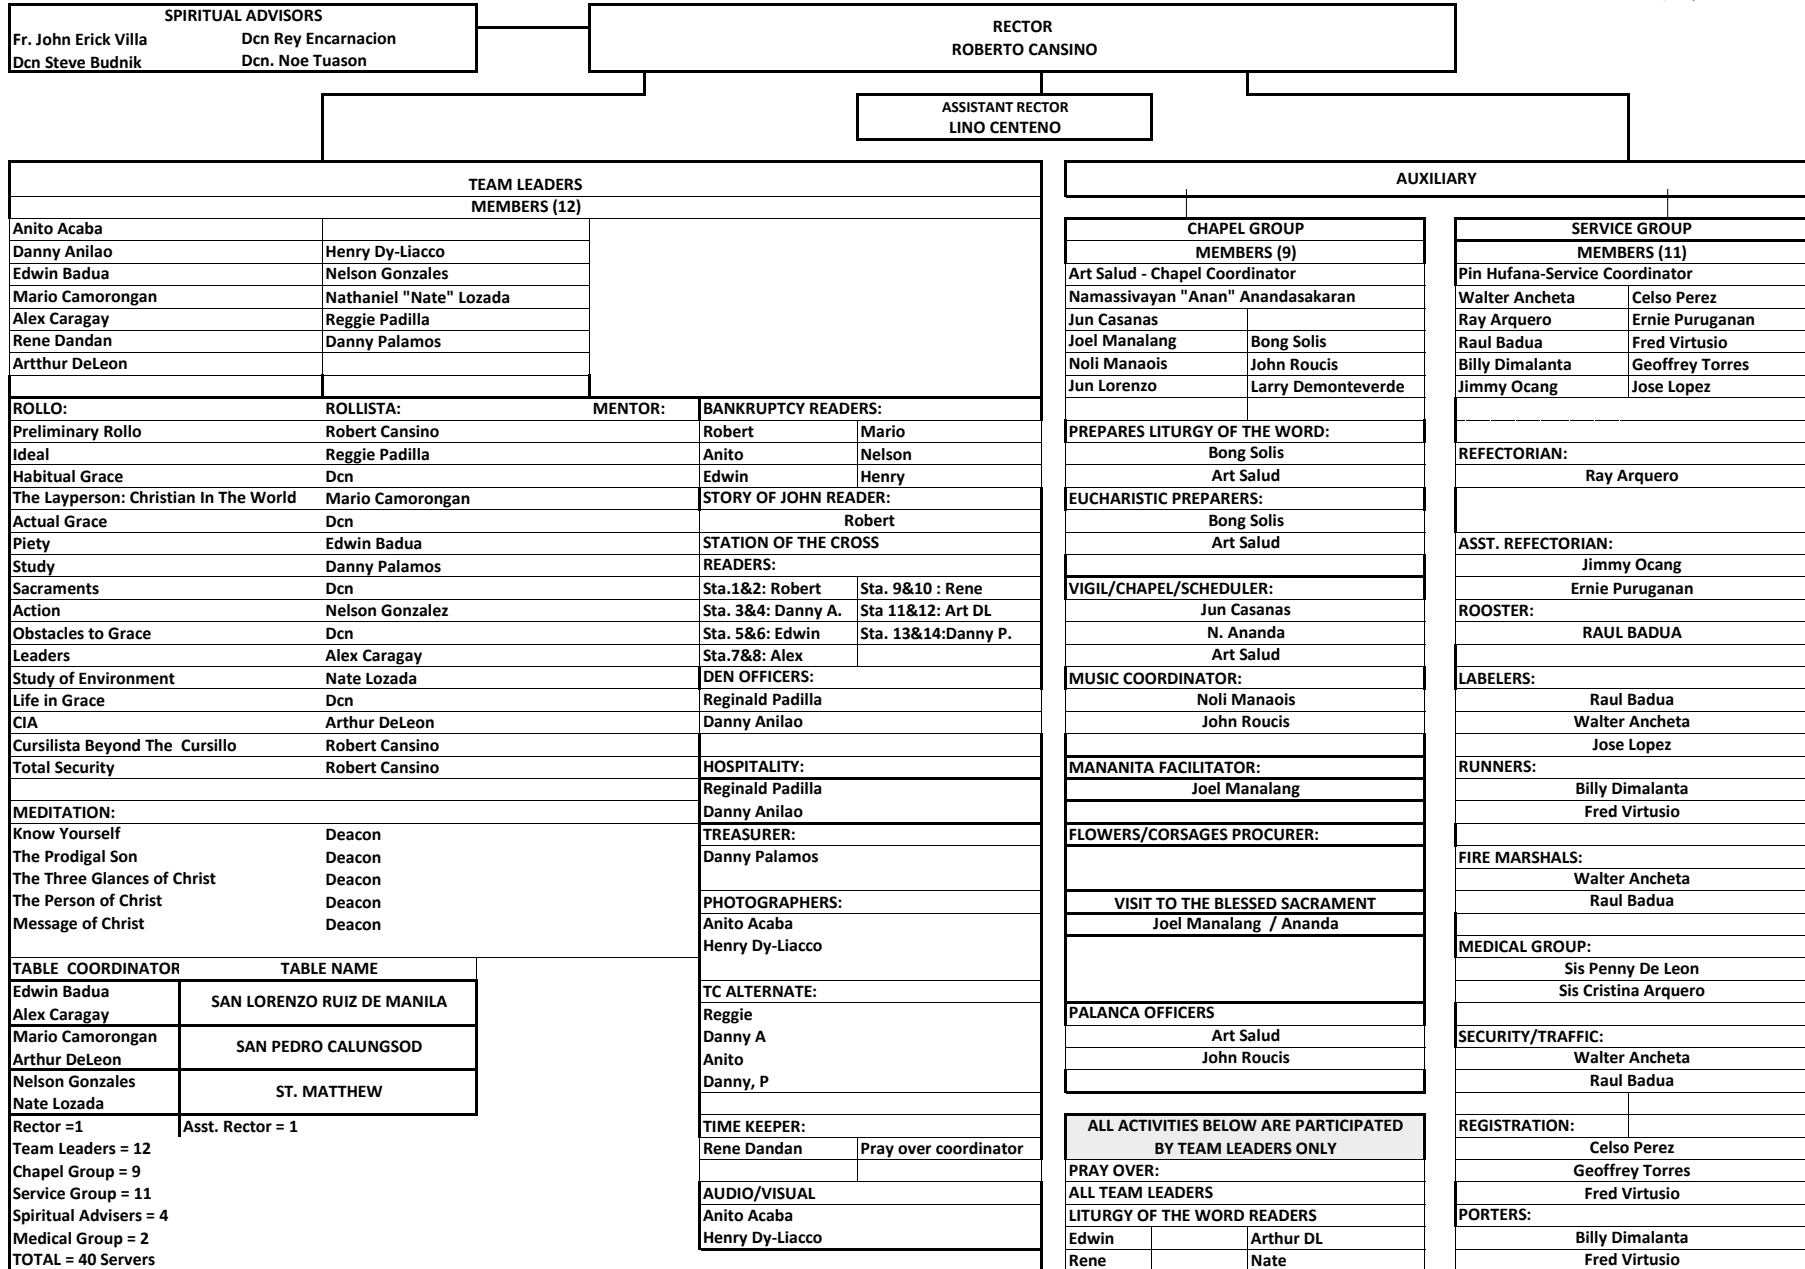 SPIRITUAL ADVISORS
Fr. John Erick Villa Dcn Rey Encarnacion
Dcn Steve Budnik Dcn. Noe Tuason
RECTOR
ROBERTO CANSINO
ASSISTANT RECTOR
LINO CENTENO
TEAM LEADERS
MEMBERS (12)
Anito Acaba
Danny Anilao Henry Dy-Liacco
Edwin Badua Nelson Gonzales
Mario Camorongan Nathaniel "Nate" Lozada
Alex Caragay Reggie Padilla
Rene Dandan Danny Palamos
Artthur DeLeon
ROLLO: ROLLISTA: MENTOR:
Preliminary Rollo Robert Cansino
Ideal Reggie Padilla
Habitual Grace Dcn
The Layperson: Christian In The World Mario Camorongan
Actual Grace Dcn
Piety Edwin Badua
Study Danny Palamos
Sacraments Dcn
Action Nelson Gonzalez
Obstacles to Grace Dcn
Leaders Alex Caragay
Study of Environment Nate Lozada
Life in Grace Dcn
CIA Arthur DeLeon
Cursilista Beyond The Cursillo Robert Cansino
Total Security Robert Cansino
MEDITATION:
Know Yourself Deacon
The Prodigal Son Deacon
The Three Glances of Christ Deacon
The Person of Christ Deacon
Message of Christ Deacon
TABLE COORDINATOR TABLE NAME
Edwin Badua
Alex Caragay
SAN LORENZO RUIZ DE MANILA
Mario Camorongan
Arthur DeLeon
SAN PEDRO CALUNGSOD
Nelson Gonzales
Nate Lozada
ST. MATTHEW
Rector =1 Asst. Rector = 1
Team Leaders = 12
Chapel Group = 9
Service Group = 11
Spiritual Advisers = 4
Medical Group = 2
TOTAL = 40 Servers
BANKRUPTCY READERS:
Robert Mario
Anito Nelson
Edwin Henry
STORY OF JOHN READER:
Robert
STATION OF THE CROSS
READERS:
Sta.1&2: Robert Sta. 9&10 : Rene
Sta. 3&4: Danny A. Sta 11&12: Art DL
Sta. 5&6: Edwin Sta. 13&14:Danny P.
Sta.7&8: Alex
DEN OFFICERS:
Reginald Padilla
Danny Anilao
HOSPITALITY:
Reginald Padilla
Danny Anilao
TREASURER:
Danny Palamos
PHOTOGRAPHERS:
Anito Acaba
Henry Dy-Liacco
TC ALTERNATE:
Reggie
Danny A
Anito
Danny, P
TIME KEEPER:
Rene Dandan Pray over coordinator
AUDIO/VISUAL
Anito Acaba
Henry Dy-Liacco
AUXILIARY
CHAPEL GROUP
MEMBERS (9)
Art Salud - Chapel Coordinator
Namassivayan "Anan" Anandasakaran
Jun Casanas
Joel Manalang Bong Solis
Noli Manaois John Roucis
Jun Lorenzo Larry Demonteverde
PREPARES LITURGY OF THE WORD:
Bong Solis
Art Salud
EUCHARISTIC PREPARERS:
Bong Solis
Art Salud
VIGIL/CHAPEL/SCHEDULER:
Jun Casanas
N. Ananda
Art Salud
MUSIC COORDINATOR:
Noli Manaois
John Roucis
MANANITA FACILITATOR:
Joel Manalang
FLOWERS/CORSAGES PROCURER:
VISIT TO THE BLESSED SACRAMENT
Joel Manalang / Ananda
PALANCA OFFICERS
Art Salud
John Roucis
ALL ACTIVITIES BELOW ARE PARTICIPATED
BY TEAM LEADERS ONLY
PRAY OVER:
ALL TEAM LEADERS
LITURGY OF THE WORD READERS
Edwin Arthur DL
Rene Nate
SERVICE GROUP
MEMBERS (11)
Pin Hufana-Service Coordinator
Walter Ancheta Celso Perez
Ray Arquero Ernie Puruganan
Raul Badua Fred Virtusio
Billy Dimalanta Geoffrey Torres
Jimmy Ocang Jose Lopez
REFECTORIAN:
Ray Arquero
ASST. REFECTORIAN:
Jimmy Ocang
Ernie Puruganan
ROOSTER:
RAUL BADUA
LABELERS:
Raul Badua
Walter Ancheta
Jose Lopez
RUNNERS:
Billy Dimalanta
Fred Virtusio
FIRE MARSHALS:
Walter Ancheta
Raul Badua
MEDICAL GROUP:
Sis Penny De Leon
Sis Cristina Arquero
SECURITY/TRAFFIC:
Walter Ancheta
Raul Badua
REGISTRATION:
Celso Perez
Geoffrey Torres
Fred Virtusio
PORTERS:
Billy Dimalanta
Fred Virtusio